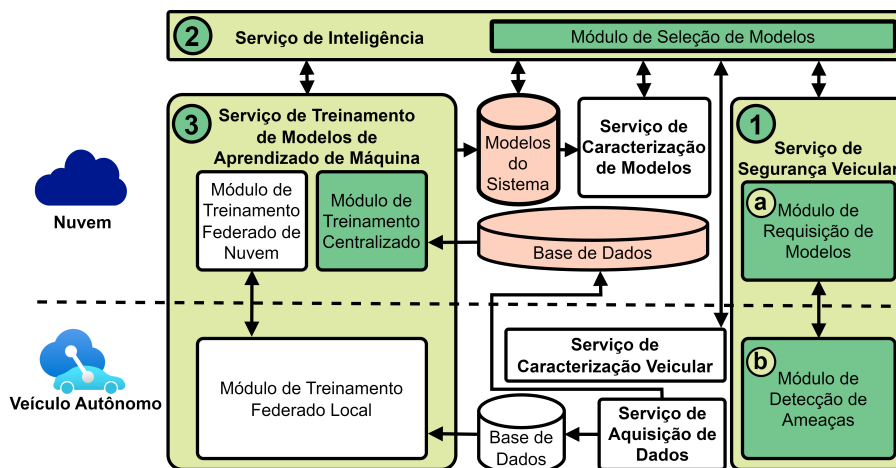 2
Serviço de Inteligência
Módulo de Seleção de Modelos
3
Serviço de Treinamento
de Modelos de
Aprendizado de Máquina
Módulo de
Treinamento
Federado de
Nuvem
Módulo de
Treinamento
Centralizado
Modelos
do
Sistema
Serviço de
Caracterização
de Modelos
1
Serviço de
Segurança Veicular
a
Módulo de
Requisição de
Modelos
Nuvem
Base de Dados
Veículo Autônomo
Módulo de Treinamento
Federado Local
Serviço de
Caracterização Veicular
b
Módulo de
Detecção de
Ameaças
Base de
Dados
Serviço de
Aquisição de
Dados